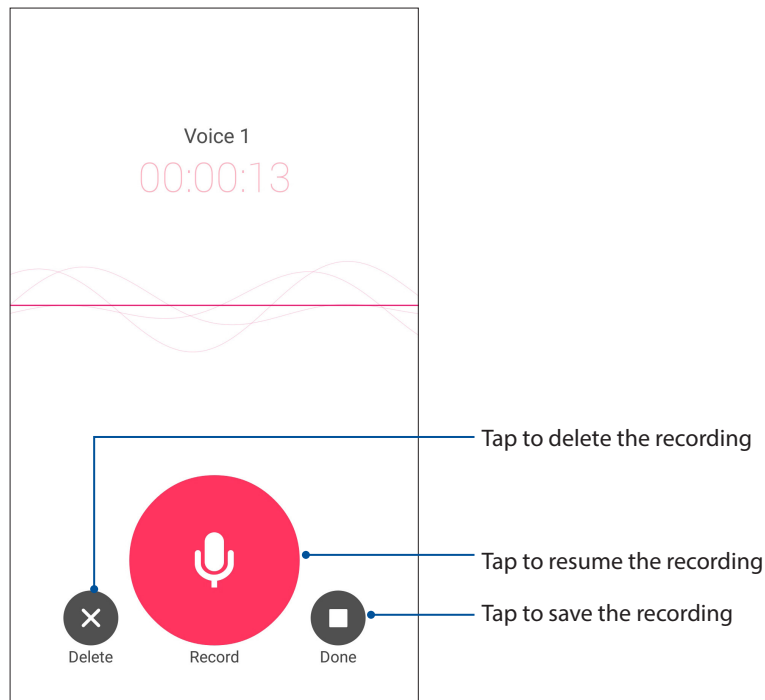 Voice 1
00:00:13
Tap to delete the recording
Tap to resume the recording
Tap to save the recording
Delete
Record
Done